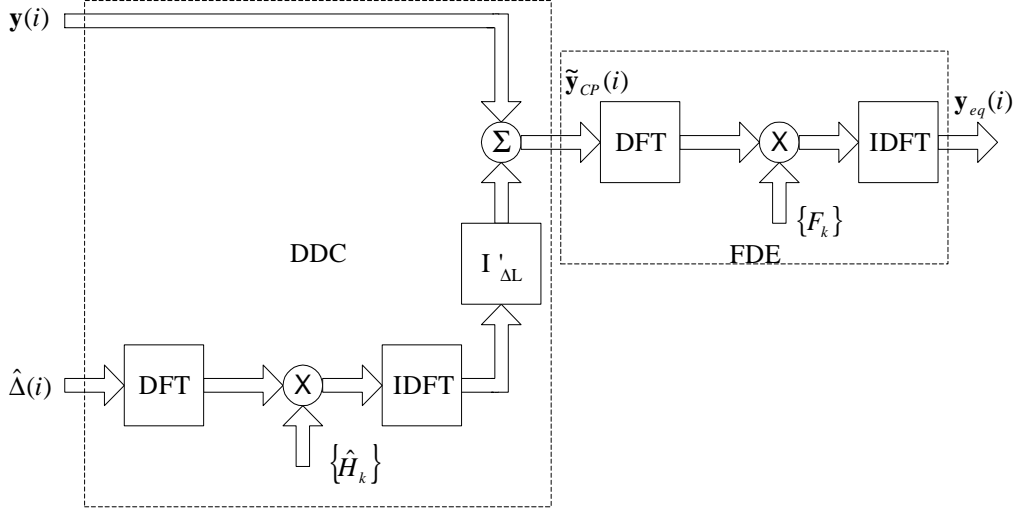 y(i)
ỹ_CP(i)
y_eq(i)
Σ
DFT
X
IDFT
{F_k}
FDE
DDC
I'_ΔL
Δ̂(i)
DFT
X
IDFT
{Ĥ_k}